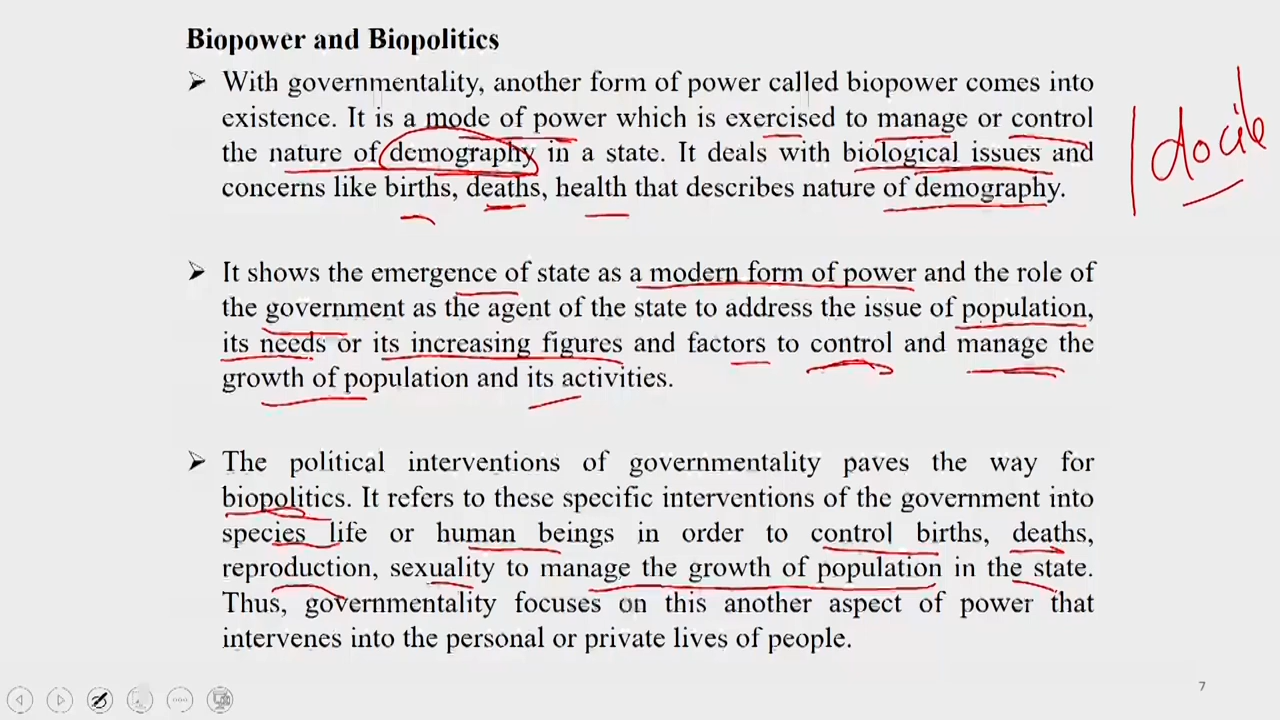 Biopower and Biopolitics
➢ With governmentality, another form of power called biopower comes into
existence. It is a mode of power which is exercised to manage or control
the nature of demography in a state. It deals with biological issues and
concerns like births, deaths, health that describes nature of demography.
docile
➢ It shows the emergence of state as a modern form of power and the role of
the government as the agent of the state to address the issue of population,
its needs or its increasing figures and factors to control and manage the
growth of population and its activities.
➢ The political interventions of governmentality paves the way for
biopolitics. It refers to these specific interventions of the government into
species life or human beings in order to control births, deaths,
reproduction, sexuality to manage the growth of population in the state.
Thus, governmentality focuses on this another aspect of power that
intervenes into the personal or private lives of people.
7